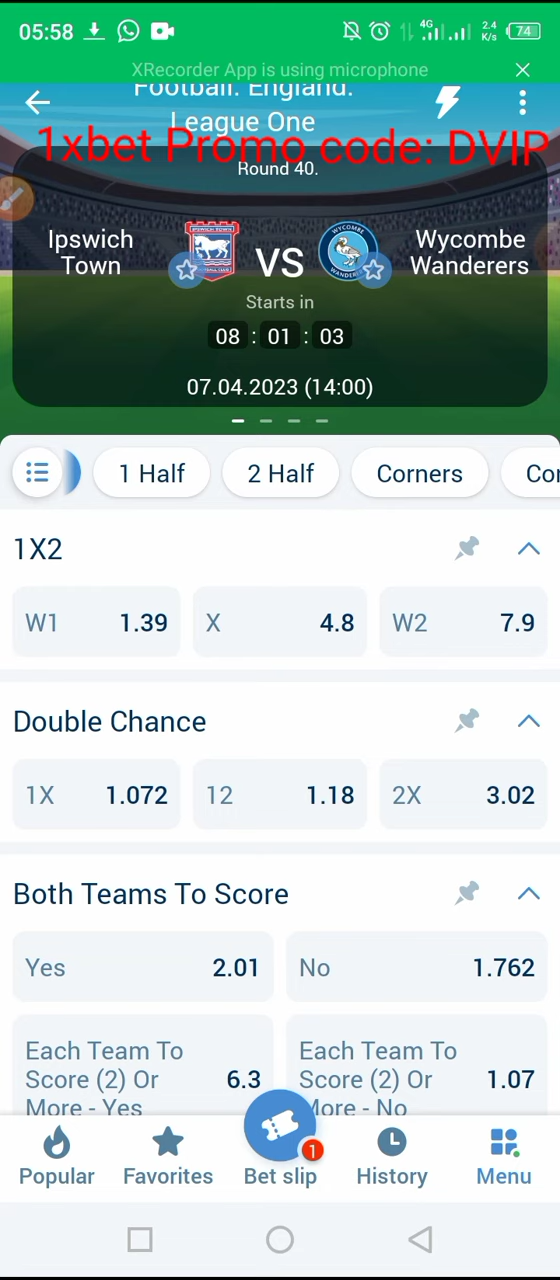 05:58
4G
2.4
K/s
74
XRecorder App is using microphone
Football. England.
League One
1xbet Promo code: DVIP
Round 40.
Ipswich
Town
VS
Wycombe
Wanderers
IPSWICH TOWN
WYCOMBE
WANDERERS
Starts in
08 : 01 : 03
07.04.2023 (14:00)
1 Half
2 Half
Corners
Cor
1X2
W1 1.39
X 4.8
W2 7.9
Double Chance
1X 1.072
12 1.18
2X 3.02
Both Teams To Score
Yes 2.01
No 1.762
Each Team To
Score (2) Or
More - Yes
6.3
Each Team To
Score (2) Or
More - No
1.07
1
Popular
Favorites
Bet slip
History
Menu